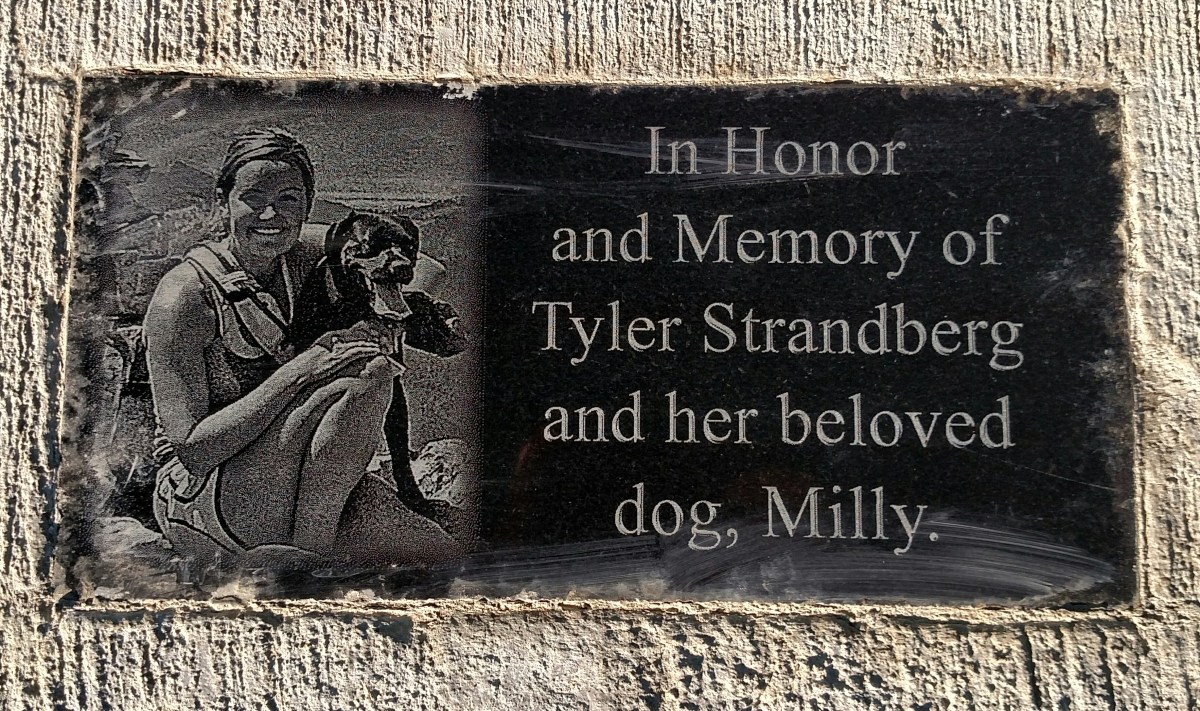 In Honor
and Memory of
Tyler Strandberg
and her beloved
dog, Milly.